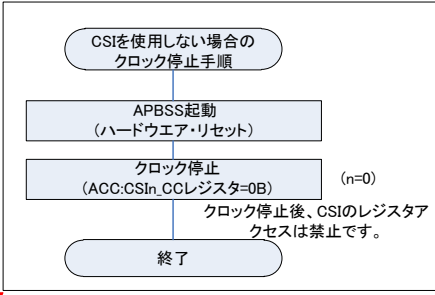 CSIを使用しない場合の
クロック停止手順
APBSS起動
（ハードウエア・リセット）
クロック停止
（ACC:CSIn_CCレジスタ=0B）
（n=0）
クロック停止後、CSIのレジスタア
クセスは禁止です。
終了